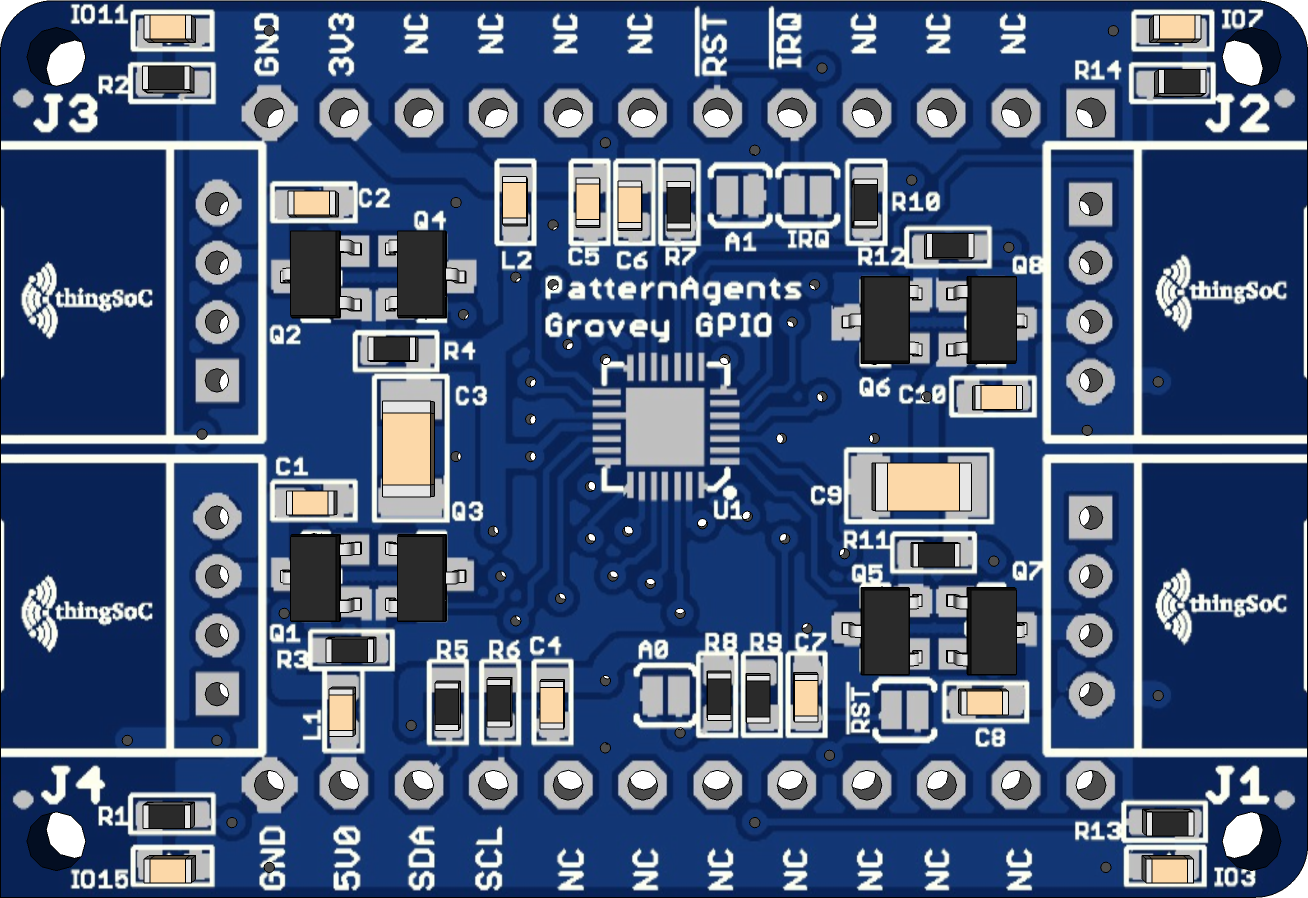 IO11
GND
3V3
NC
NC
NC
NC
RST
IRQ
NC
NC
NC
IO7
R2
R14
J3
J2
C2
Q4
L2
C5
C6
R7
A1
IRQ
R10
R12
Q8
thingSoC
PatternAgents
Grovey GPIO
thingSoC
Q2
R4
C3
Q6
C10
C1
Q3
U1
C9
R11
Q5
Q7
thingSoC
thingSoC
Q1
R3
R5
R6
C4
A0
R8
R9
C7
L1
RST
C8
J4
J1
R1
R13
IO15
GND
5V0
SDA
SCL
NC
NC
NC
NC
NC
NC
NC
IO3